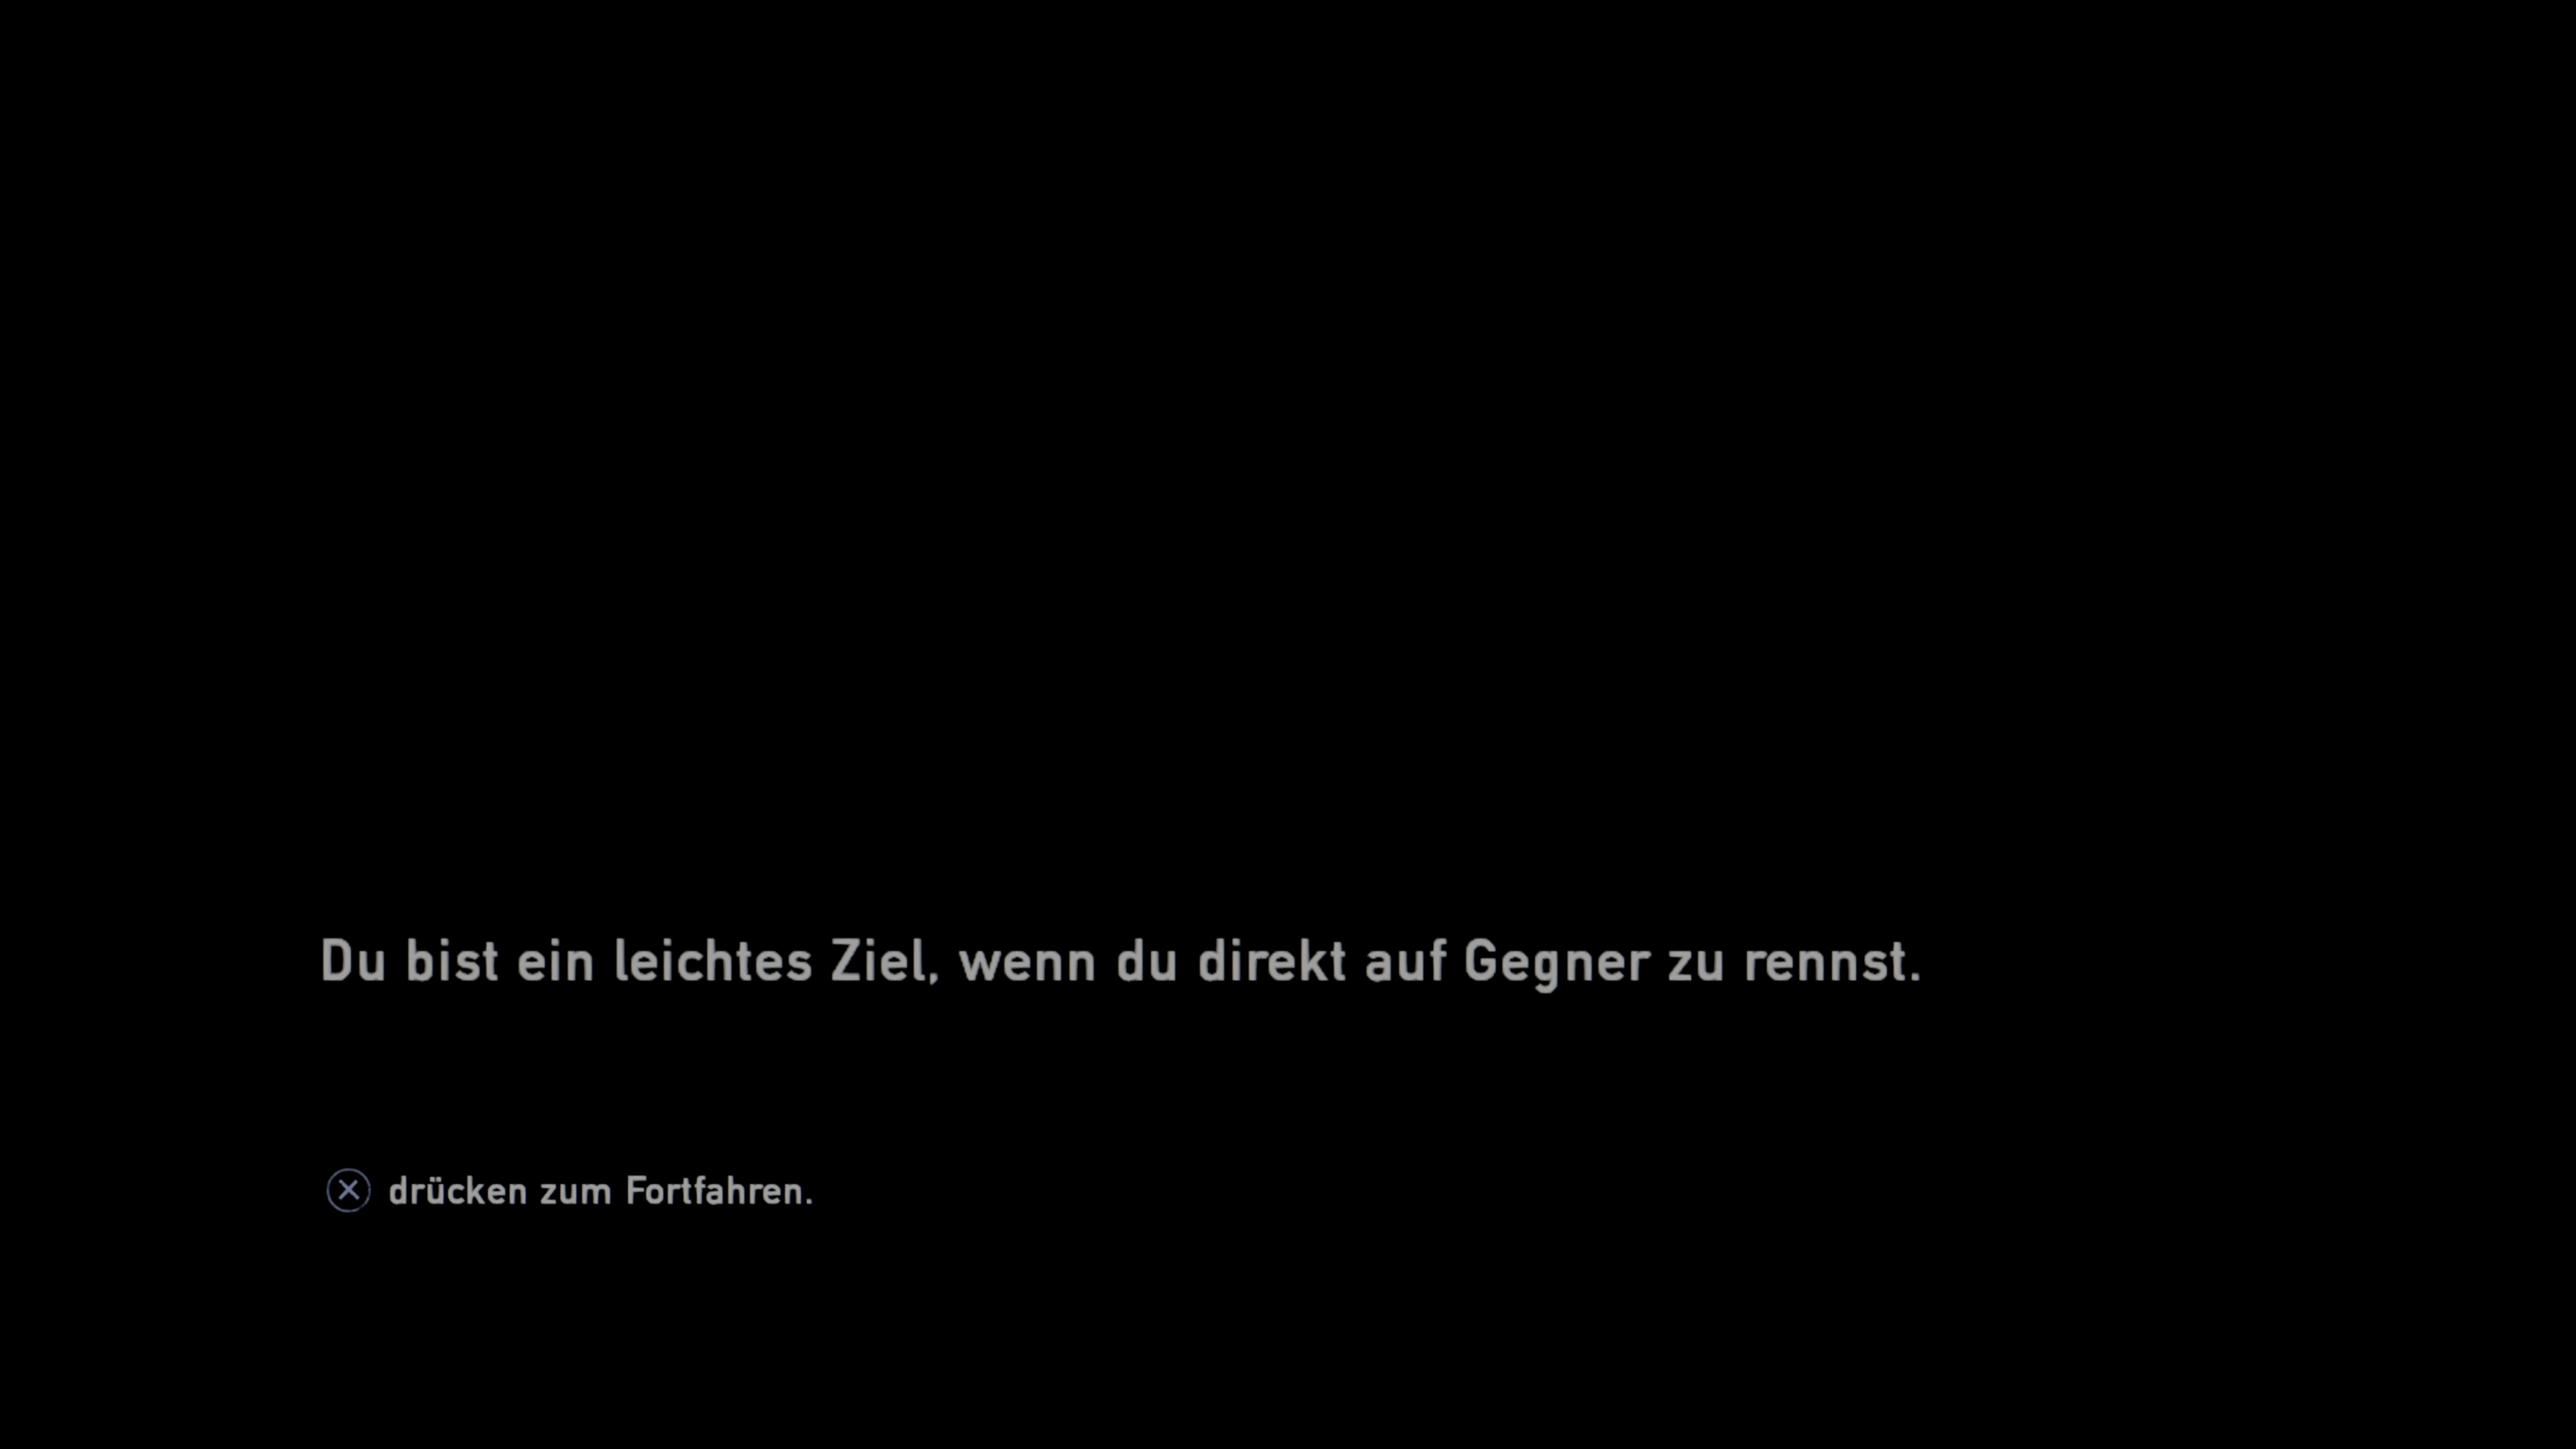 Du bist ein leichtes Ziel, wenn du direkt auf Gegner zu rennst.
drücken zum Fortfahren.